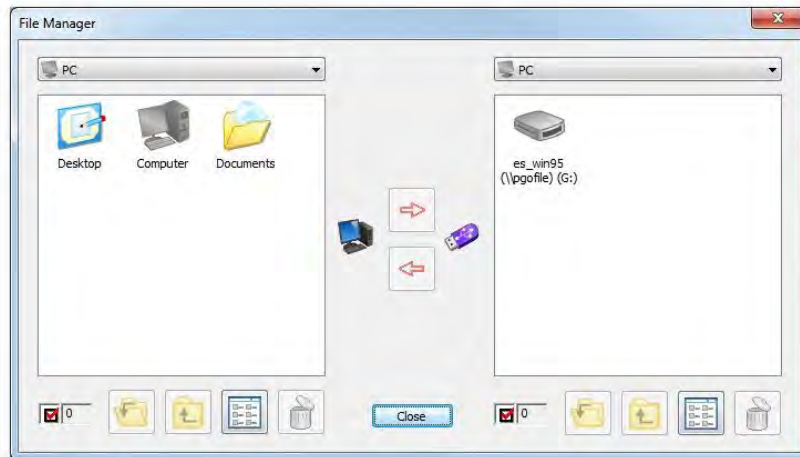 File Manager
PC
PC
Desktop
Computer
Documents
es_win95
(\\pgofile) (G:)
0
Close
0